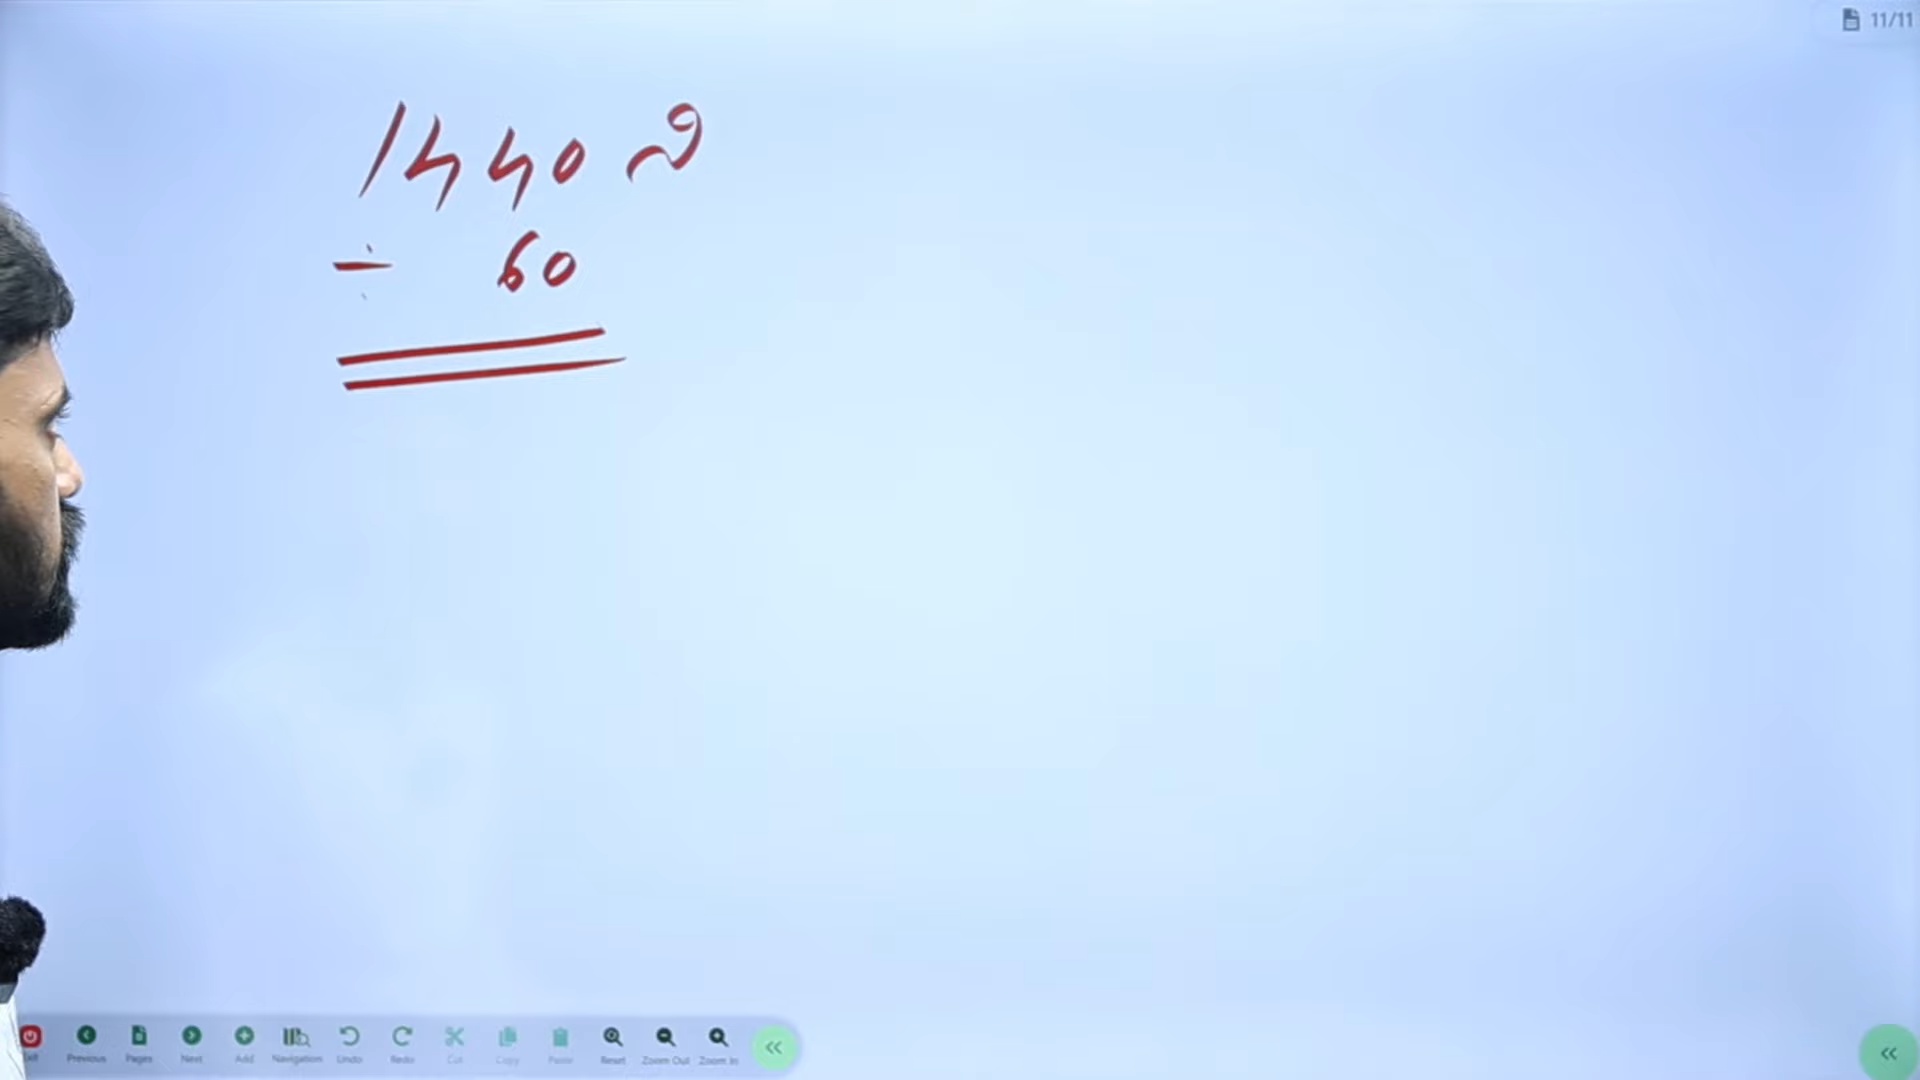 11/11
1440 ని
÷ 60
Previous
Pages
Next
Add
Navigation
Undo
Redo
Cut
Copy
Paste
Reset
Zoom Out
Zoom In